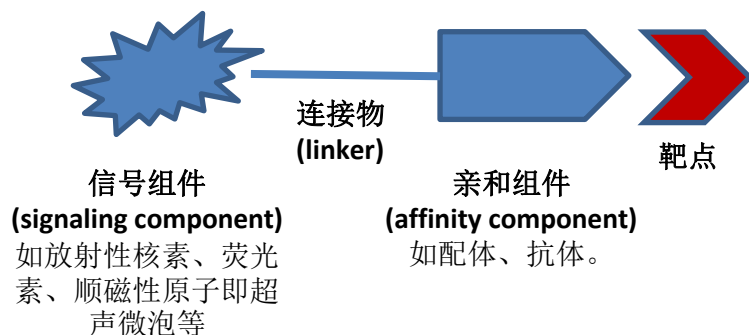 连接物
(linker)
靶点
信号组件
(signaling component)
如放射性核素、荧光
素、顺磁性原子即超
声微泡等
亲和组件
(affinity component)
如配体、抗体。